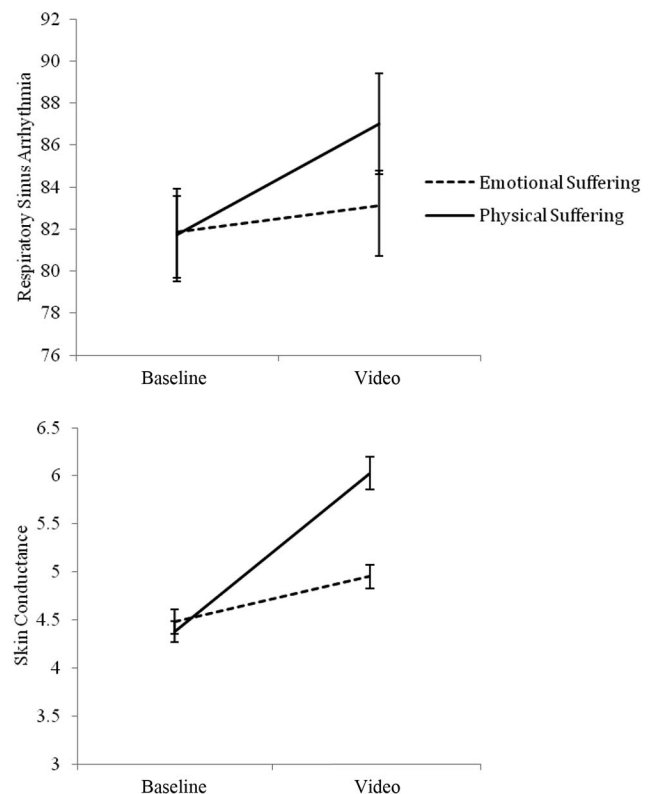 92
90
88
86
84
82
80
78
76
Respiratory Sinus Arrhythmia
Baseline
Video
Emotional Suffering
Physical Suffering
6.5
6
5.5
5
4.5
4
3.5
3
Skin Conductance
Baseline
Video